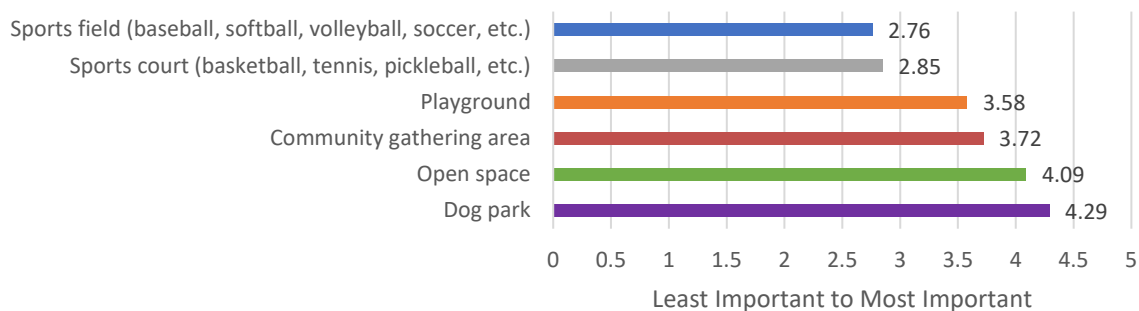 Sports field (baseball, softball, volleyball, soccer, etc.) 2.76
Sports court (basketball, tennis, pickleball, etc.) 2.85
Playground 3.58
Community gathering area 3.72
Open space 4.09
Dog park 4.29
0 0.5 1 1.5 2 2.5 3 3.5 4 4.5 5
Least Important to Most Important